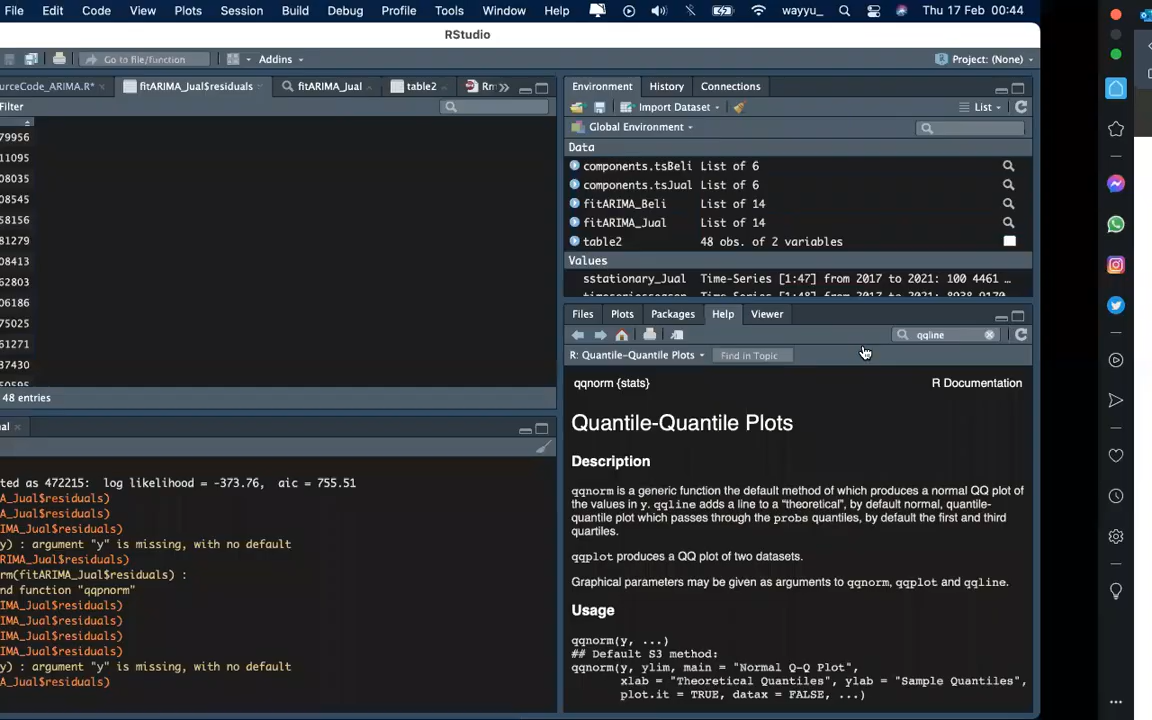 File Edit Code View Plots Session Build Debug Profile Tools Window Help wayyu_ Thu 17 Feb 00:44
RStudio
Go to file/function Addins Project: (None)
urceCode_ARIMA.R* fitARIMA_Jual$residuals fitARIMA_Jual table2
Filter
79956
11095
08035
08545
58156
81279
08413
62803
06186
75025
61271
87430
48 entries
ual
ted as 472215: log likelihood = -373.76, aic = 755.51
A_Jual$residuals)
A_Jual$residuals)
IMA_Jual$residuals)
y) : argument "y" is missing, with no default
RIMA_Jual$residuals)
rm(fitARIMA_Jual$residuals) :
nd function "qqpnorm"
IMA_Jual$residuals)
IMA_Jual$residuals)
IMA_Jual$residuals)
IMA_Jual$residuals)
y) : argument "y" is missing, with no default
A_Jual$residuals)
Environment History Connections
Import Dataset List
Global Environment
Data
components.tsBeli List of 6
components.tsJual List of 6
fitARIMA_Beli List of 14
fitARIMA_Jual List of 14
table2 48 obs. of 2 variables
Values
sstationary_Jual Time-Series [1:47] from 2017 to 2021: 100 4461 …
Files Plots Packages Help Viewer
qqline
R: Quantile-Quantile Plots Find in Topic
qqnorm {stats} R Documentation
Quantile-Quantile Plots
Description
qqnorm is a generic function the default method of which produces a normal QQ plot of
the values in y. qqline adds a line to a “theoretical”, by default normal, quantile-
quantile plot which passes through the probs quantiles, by default the first and third
quartiles.
qqplot produces a QQ plot of two datasets.
Graphical parameters may be given as arguments to qqnorm, qqplot and qqline.
Usage
qqnorm(y, ...)
## Default S3 method:
qqnorm(y, ylim, main = "Normal Q-Q Plot",
xlab = "Theoretical Quantiles", ylab = "Sample Quantiles",
plot.it = TRUE, datax = FALSE, ...)